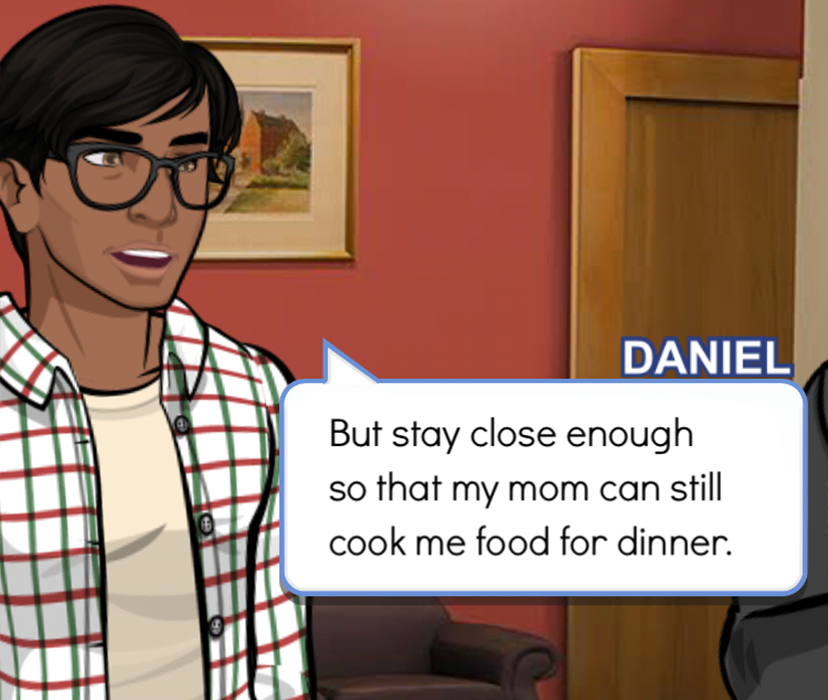 DANIEL
But stay close enough
so that my mom can still
cook me food for dinner.